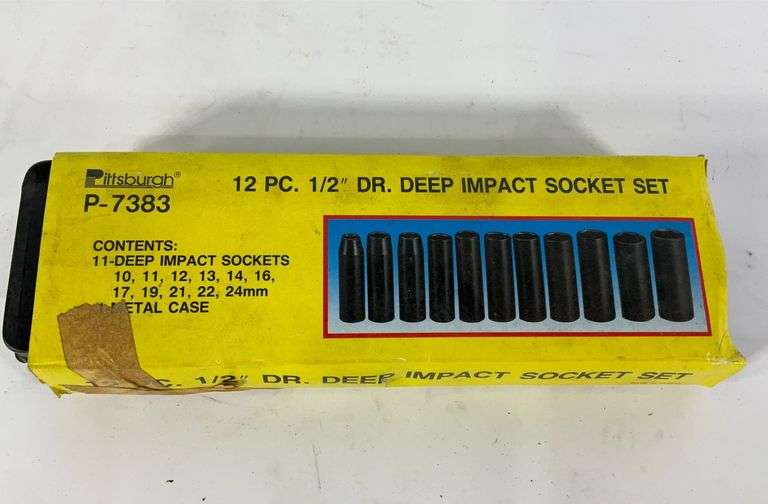 Pittsburgh®
P-7383
12 PC. 1/2" DR. DEEP IMPACT SOCKET SET
CONTENTS:
11-DEEP IMPACT SOCKETS
10, 11, 12, 13, 14, 16,
17, 19, 21, 22, 24mm
METAL CASE
PC. 1/2" DR. DEEP IMPACT SOCKET SET